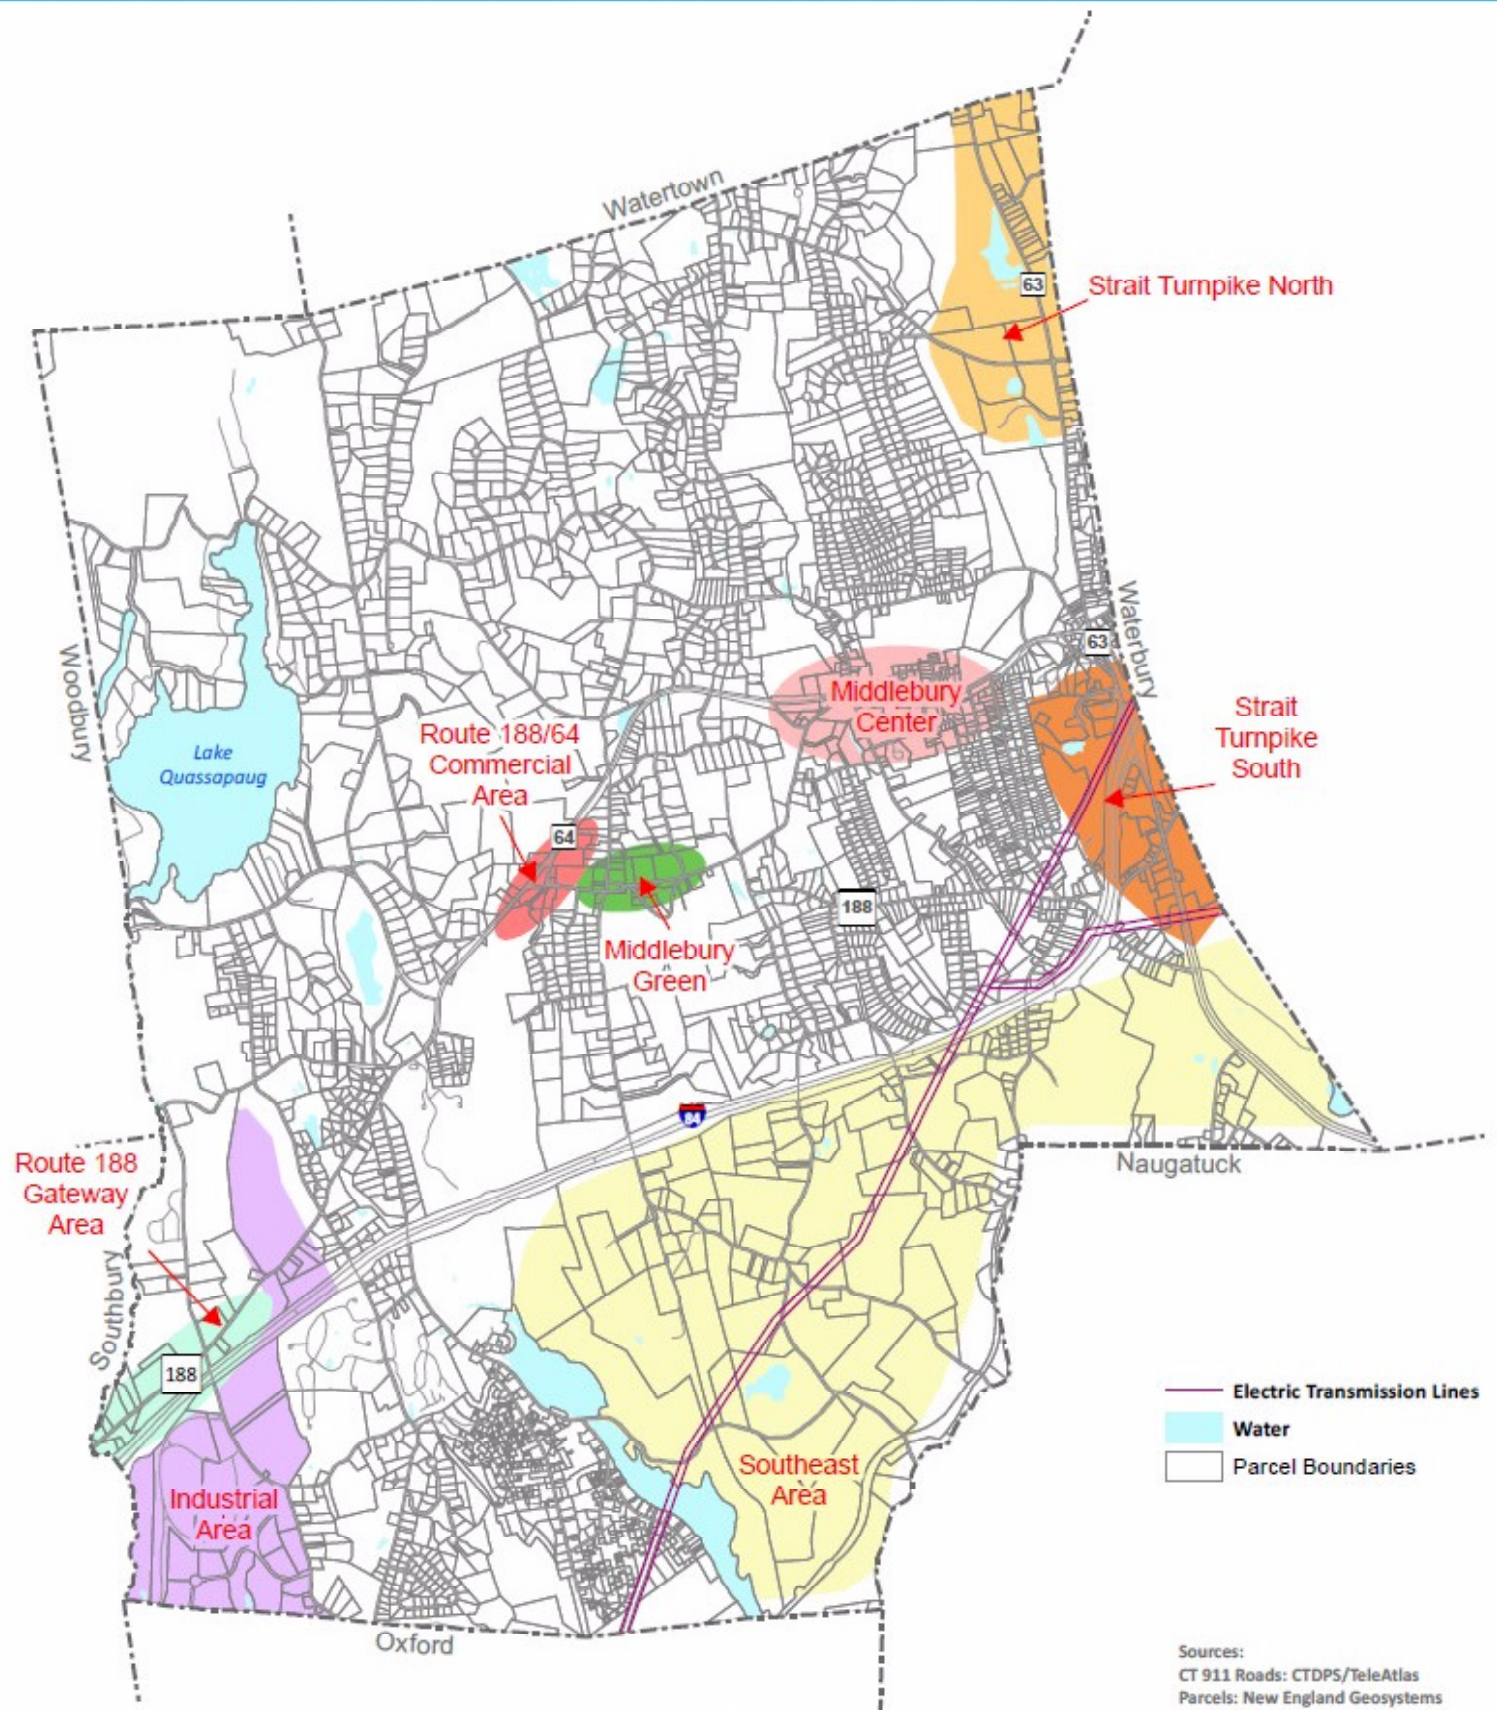 Watertown
63
Strait Turnpike North
Woodbury
Waterbury
63
Middlebury
Center
Strait
Turnpike
South
Route 188/64
Commercial
Area
Lake
Quassapaug
64
188
Middlebury
Green
84
Naugatuck
Route 188
Gateway
Area
Southbury
188
Electric Transmission Lines
Water
Parcel Boundaries
Southeast
Area
Industrial
Area
Oxford
Sources:
CT 911 Roads: CTDPS/TeleAtlas
Parcels: New England Geosystems